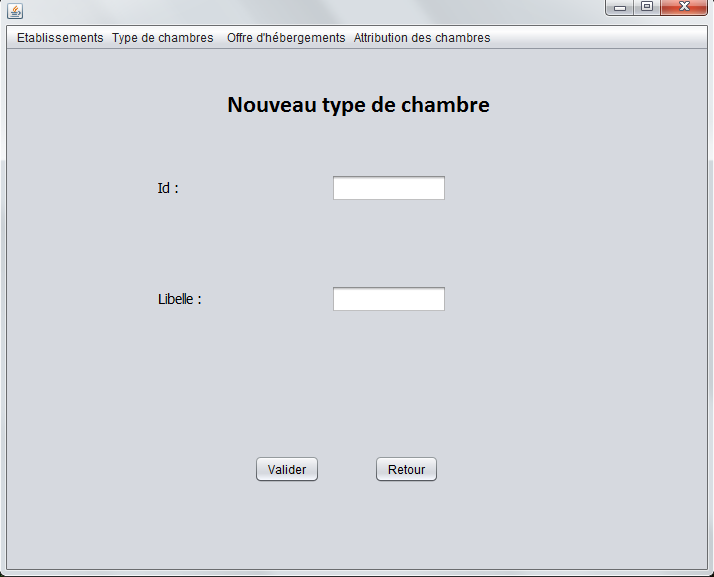 Etablissements Type de chambres Offre d'hébergements Attribution des chambres
Nouveau type de chambre
Id :
Libelle :
Valider Retour